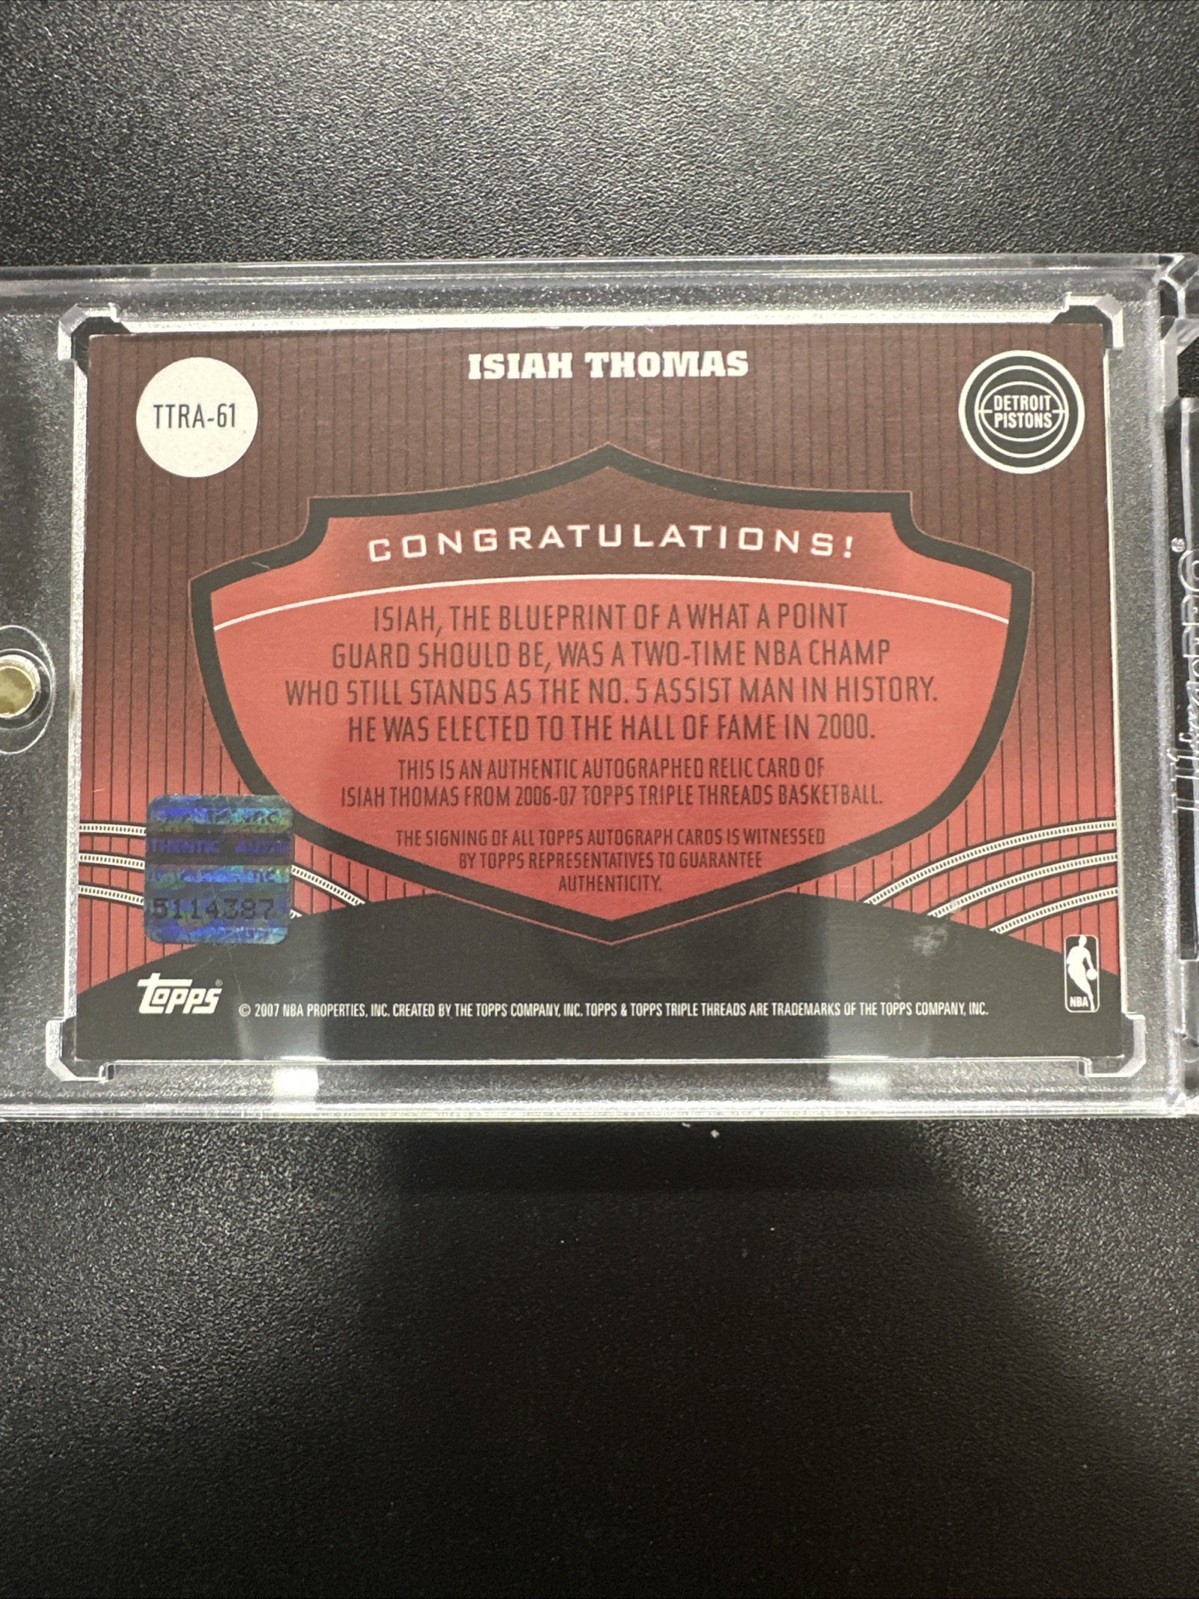 ISIAH THOMAS
TTRA-61
DETROIT
PISTONS
CONGRATULATIONS!
ISIAH, THE BLUEPRINT OF A WHAT A POINT
GUARD SHOULD BE, WAS A TWO-TIME NBA CHAMP
WHO STILL STANDS AS THE NO. 5 ASSIST MAN IN HISTORY.
HE WAS ELECTED TO THE HALL OF FAME IN 2000.
THIS IS AN AUTHENTIC AUTOGRAPHED RELIC CARD OF
ISIAH THOMAS FROM 2006-07 TOPPS TRIPLE THREADS BASKETBALL.
THE SIGNING OF ALL TOPPS AUTOGRAPH CARDS IS WITNESSED
BY TOPPS REPRESENTATIVES TO GUARANTEE
AUTHENTICITY.
5114387
topps®
© 2007 NBA PROPERTIES, INC. CREATED BY THE TOPPS COMPANY, INC. TOPPS & TOPPS TRIPLE THREADS ARE TRADEMARKS OF THE TOPPS COMPANY, INC.
NBA